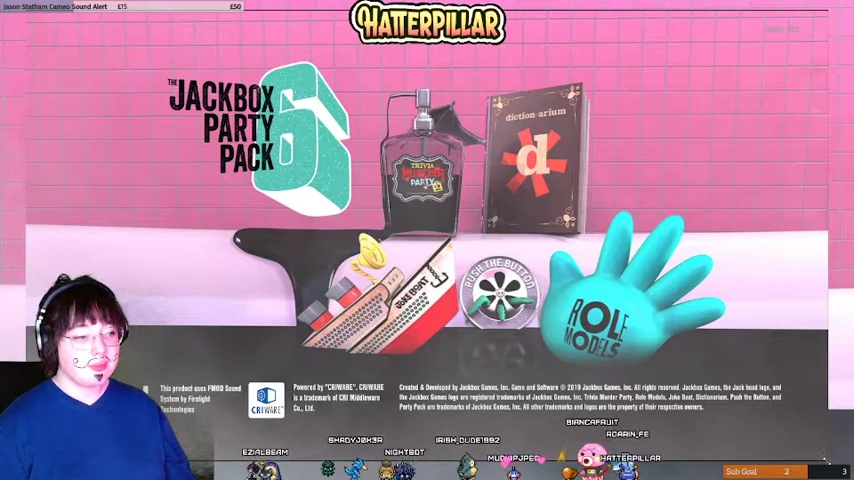 Jason Statham Cameo Sound Alert £15 £50
HATTERPILLAR
THE
JACKBOX
PARTY
PACK
6
TRIVIA
MURDER
PARTY
2
diction·arium
d
JOKE BOAT
PUSH THE BUTTON
ROLE
MODELS
This product uses FMOD Sound
System by Firelight
Technologies
CRIWARE
Powered by "CRIWARE". CRIWARE
is a trademark of CRI Middleware
Co., Ltd.
Created & Developed by Jackbox Games, Inc. Game and Software © 2019 Jackbox Games, Inc. All rights reserved. Jackbox Games, the Jack head logo, and
the Jackbox Games logo are registered trademarks of Jackbox Games, Inc. Trivia Murder Party, Role Models, Joke Boat, Dictionarium, Push the Button, and
Party Pack are trademarks of Jackbox Games, Inc. All other trademarks and logos are the property of their respective owners.
BIANCAFRUIT
RCARIN_FE
SHADYJ0K3R
IRISH_DUDE1992
EZIALBEAM
NIGHTBOT
HATTERPILLAR
Sub Goal 2 3